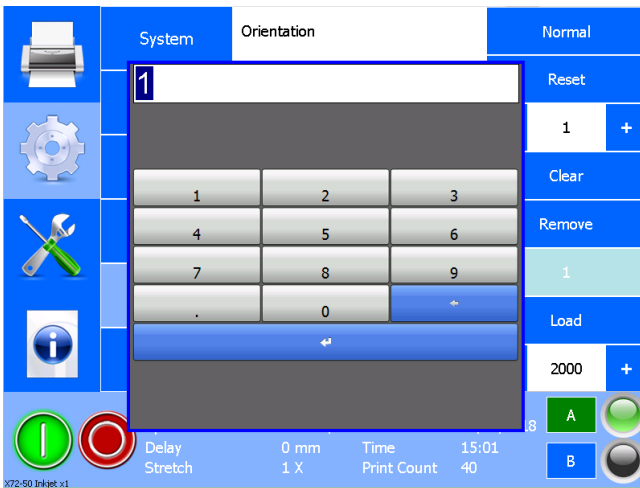 System
Orientation
Normal
1
Reset
1 +
1 2 3
Clear
4 5 6
Remove
7 8 9
1
. 0
Load
2000 +
18
A
Delay 0 mm Time 15:01
Stretch 1 X Print Count 40
B
X72-50 Inkjet x1